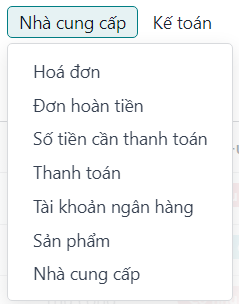 Nhà cung cấp Kế toán
Hoá đơn
Đơn hoàn tiền
Số tiền cần thanh toán
Thanh toán
Tài khoản ngân hàng
Sản phẩm
Nhà cung cấp